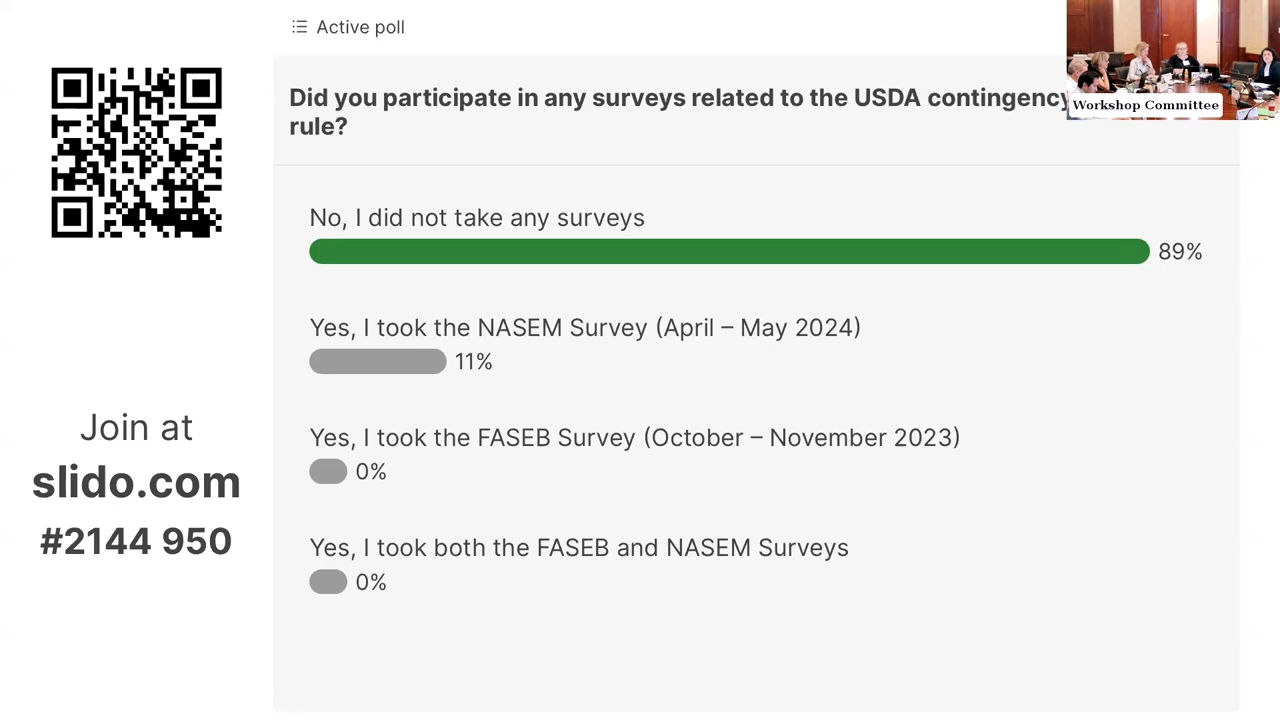 Active poll
Did you participate in any surveys related to the USDA contingency
rule?
Workshop Committee
No, I did not take any surveys
89%
Yes, I took the NASEM Survey (April – May 2024)
11%
Yes, I took the FASEB Survey (October – November 2023)
0%
Yes, I took both the FASEB and NASEM Surveys
0%
Join at
slido.com
#2144 950